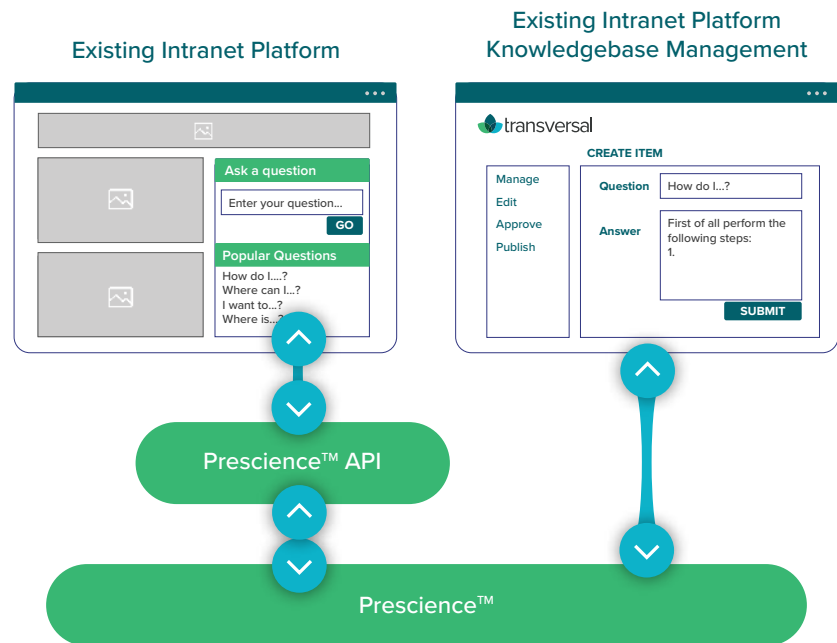 Existing Intranet Platform
Existing Intranet Platform
Knowledgebase Management
Ask a question
Enter your question...
GO
Popular Questions
How do I....?
Where can I...?
I want to...?
Where is...?
transversal
CREATE ITEM
Manage
Edit
Approve
Publish
Question
How do I...?
Answer
First of all perform the
following steps:
1.
SUBMIT
Prescience™ API
Prescience™